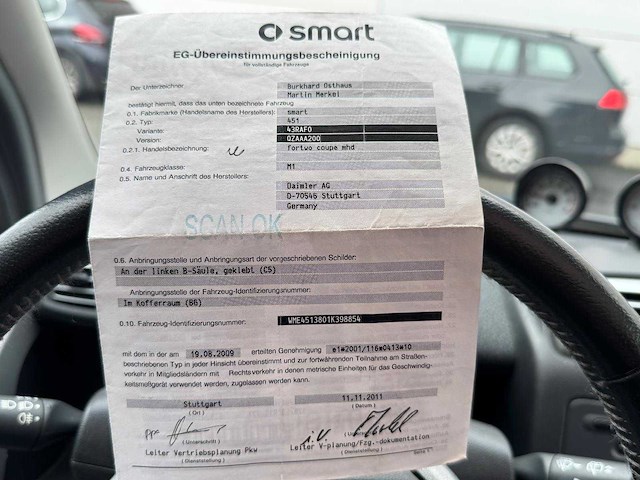 smart
EG-Übereinstimmungsbescheinigung
für vollständige Fahrzeuge
Der Unterzeichner Burkhard Osthaus
Martin Merkel
bestätigt hiermit, dass das unten bezeichnete Fahrzeug
0.1. Fabrikmarke (Handelsname des Herstellers): smart
0.2. Typ: 451
Variante: 43RAF0
Version: QZAAA200
0.2.1. Handelsbezeichnung: fortwo coupe mhd
0.4. Fahrzeugklasse: M1
0.5. Name und Anschrift des Herstellers:
Daimler AG
D-70546 Stuttgart
Germany
SCAN OK
0.6. Anbringungsstelle und Anbringungsart der vorgeschriebenen Schilder:
An der linken B-Säule, geklebt (C5)
Anbringungsstelle der Fahrzeug-Identifizierungsnummer:
Im Kofferraum (B6)
0.10. Fahrzeug-Identifizierungsnummer: WME4513801K398854
mit dem in der am 19.08.2009 erteilten Genehmigung e1*2001/116*0413*10
beschriebenen Typ in jeder Hinsicht übereinstimmt und zur fortwährenden Teilnahme am Straßen-
verkehr in Mitgliedsländern mit Rechtsverkehr in denen metrische Einheiten für das Geschwindig-
keitsmeßgerät verwendet werden, zugelassen werden kann.
Stuttgart 11.11.2011
(Ort) (Datum)
ppa. i.V.
(Unterschrift)
Leiter Vertriebsplanung Pkw Leiter V-planung/Fzg.-dokumentation
(Dienststellung) (Dienststellung)